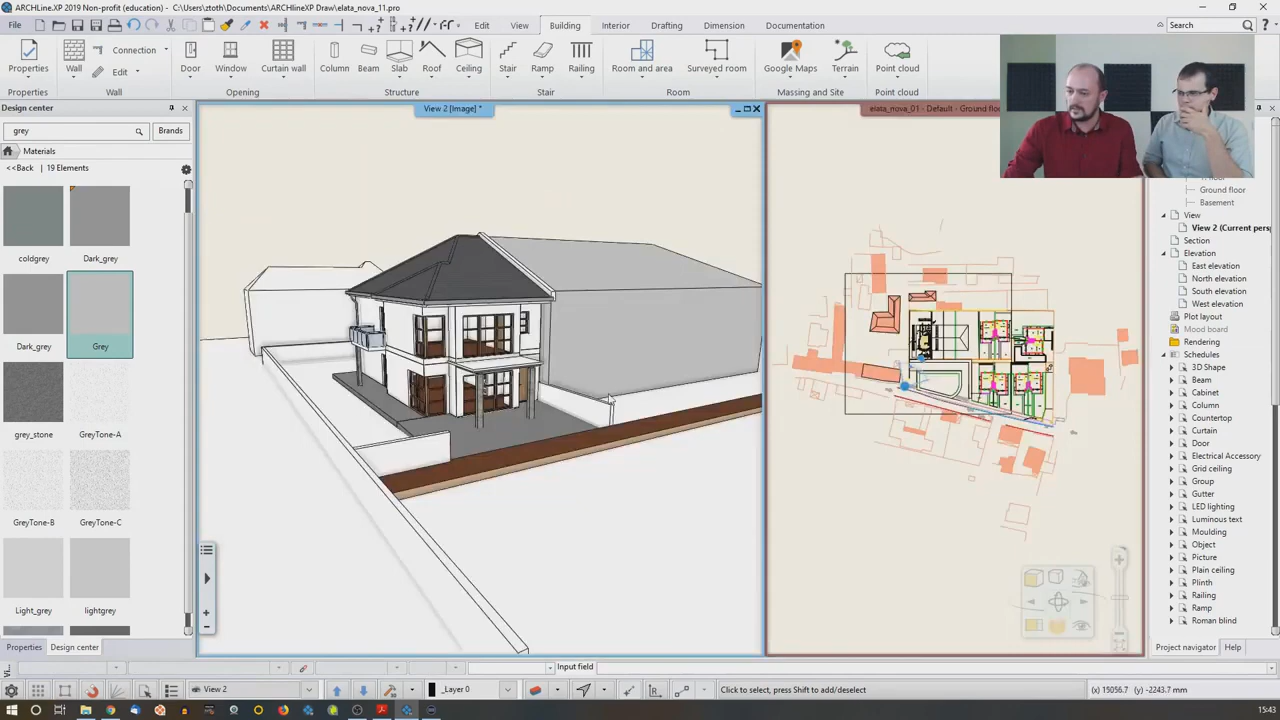 ARCHLine.XP 2019 Non-profit (education) - C:\Users\ztoth\Documents\ARCHlineXP Draw\elata_nova_11.pro
File
Edit
View
Building
Interior
Drafting
Dimension
Documentation
Search
Properties
Wall
Connection
Edit
Door
Window
Curtain wall
Column
Beam
Slab
Roof
Ceiling
Stair
Ramp
Railing
Room and area
Surveyed room
Google Maps
Terrain
Point cloud
Properties
Wall
Opening
Structure
Stair
Room
Massing and Site
Point cloud
Design center
grey
Brands
Materials
<<Back
19 Elements
coldgrey
Dark_grey
Dark_grey
Grey
grey_stone
GreyTone-A
GreyTone-B
GreyTone-C
Light_grey
lightgrey
Properties
Design center
View 2 [Image] *
elata_nova_01 - Default - Ground
Ground floor
Basement
View
View 2 (Current pers
Section
Elevation
East elevation
North elevation
South elevation
West elevation
Plot layout
Mood board
Rendering
Schedules
3D Shape
Beam
Cabinet
Column
Countertop
Curtain
Door
Electrical Accessory
Grid ceiling
Group
Gutter
LED lighting
Luminous text
Moulding
Object
Picture
Plain ceiling
Plinth
Railing
Ramp
Roman blind
Project navigator
Help
Input field
View 2
_Layer 0
Click to select, press Shift to add/deselect
(x) 15056.7 (y) -2243.7 mm
15:43